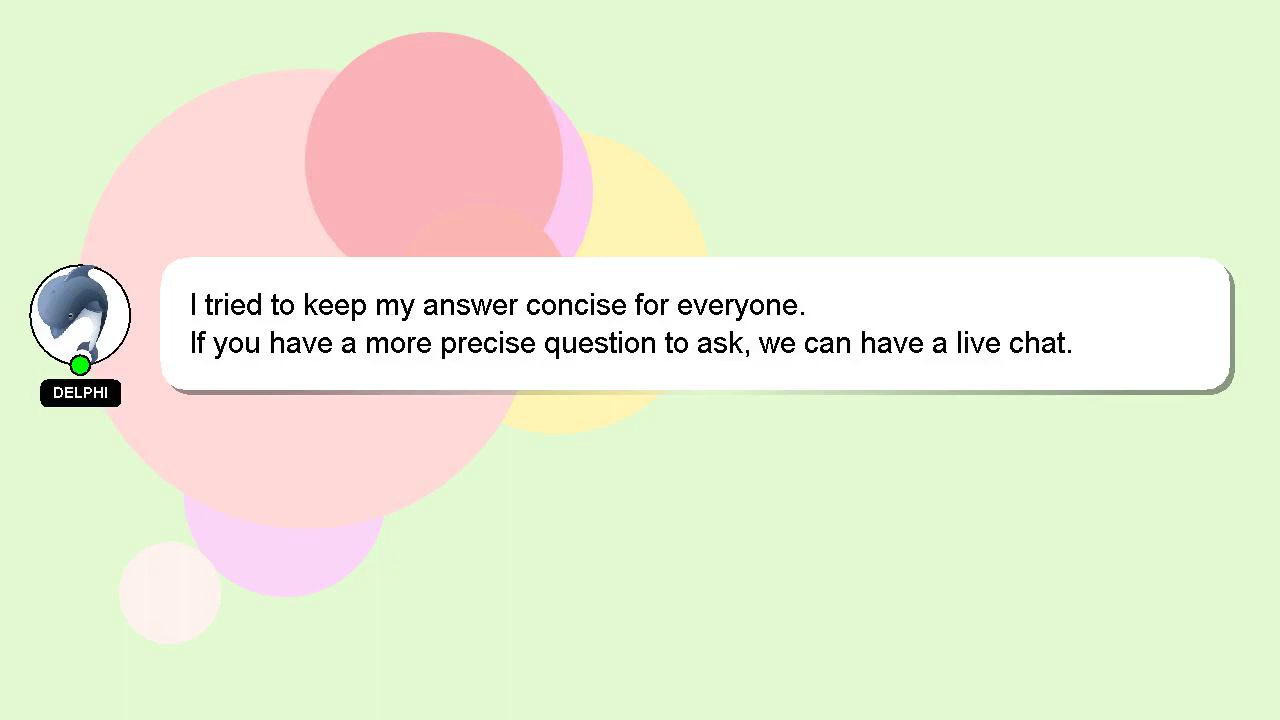 I tried to keep my answer concise for everyone.
If you have a more precise question to ask, we can have a live chat.
DELPHI